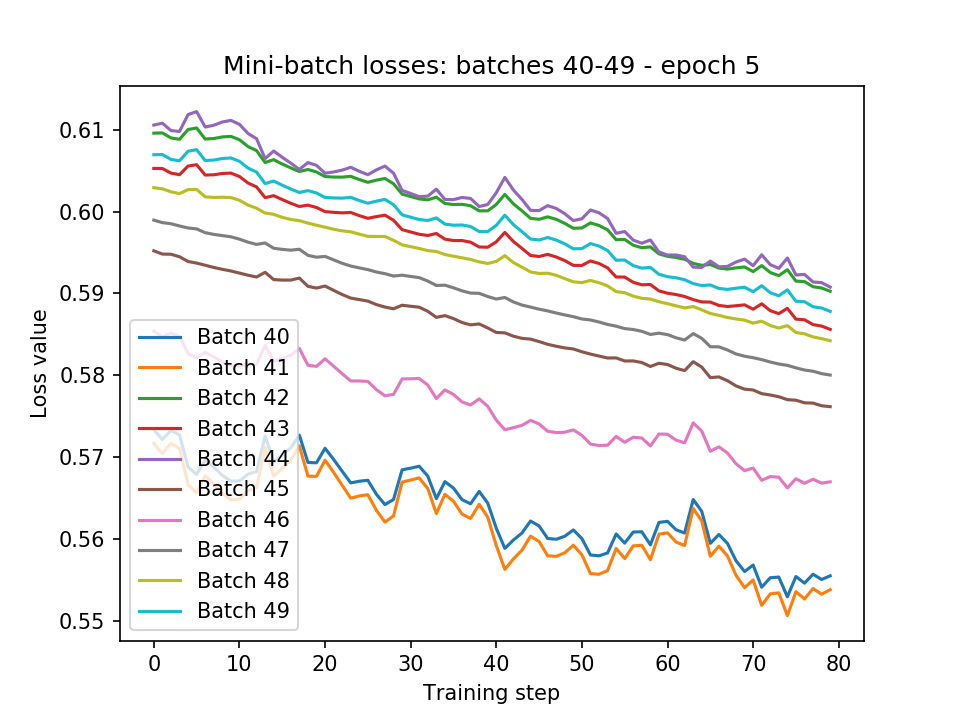 Mini-batch losses: batches 40-49 - epoch 5
Loss value
0.61
0.60
0.59
0.58
0.57
0.56
0.55
Batch 40
Batch 41
Batch 42
Batch 43
Batch 44
Batch 45
Batch 46
Batch 47
Batch 48
Batch 49
0 10 20 30 40 50 60 70 80
Training step